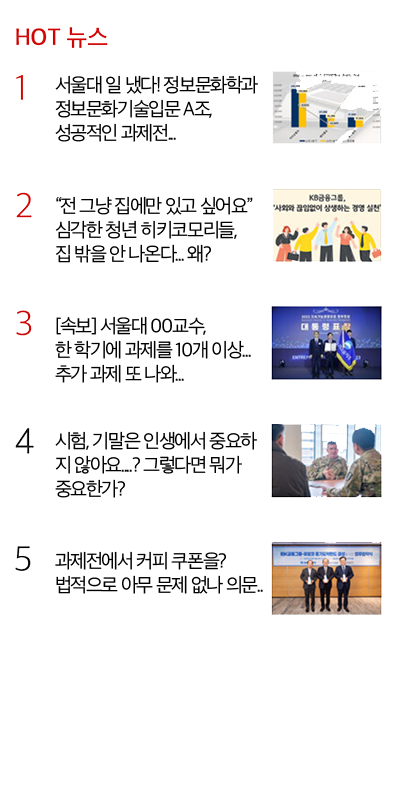 HOT 뉴스
1
서울대 일 냈다! 정보문화학과
정보문화기술입문 A조,
성공적인 과제전...
2
“전 그냥 집에만 있고 싶어요”
심각한 청년 히키코모리들,
집 밖을 안 나온다... 왜?
KB금융그룹,
'사회와 끊임없이 상생하는 경영 실천'
3
[속보] 서울대 OO교수,
한 학기에 과제를 10개 이상...
추가 과제 또 나와...
대통령표창
4
시험, 기말은 인생에서 중요하
지 않아요....? 그렇다면 뭐가
중요한가?
5
과제전에서 커피 쿠폰을?
법적으로 아무 문제 없나 의문..